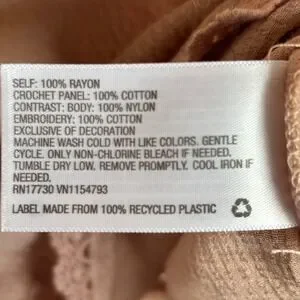 SELF: 100% RAYON
CROCHET PANEL: 100% COTTON
CONTRAST: BODY: 100% NYLON
EMBROIDERY: 100% COTTON
EXCLUSIVE OF DECORATION
MACHINE WASH COLD WITH LIKE COLORS. GENTLE
CYCLE. ONLY NON-CHLORINE BLEACH IF NEEDED.
TUMBLE DRY LOW. REMOVE PROMPTLY. COOL IRON IF
NEEDED.
RN17730 VN1154793
LABEL MADE FROM 100% RECYCLED PLASTIC